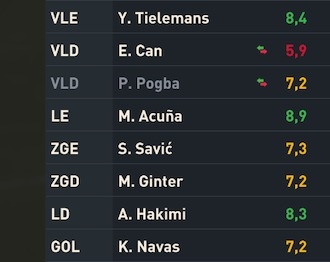 VLE Y. Tielemans 8,4
VLD E. Can 5,9
VLD P. Pogba 7,2
LE M. Acuña 8,9
ZGE S. Savić 7,3
ZGD M. Ginter 7,2
LD A. Hakimi 8,3
GOL K. Navas 7,2